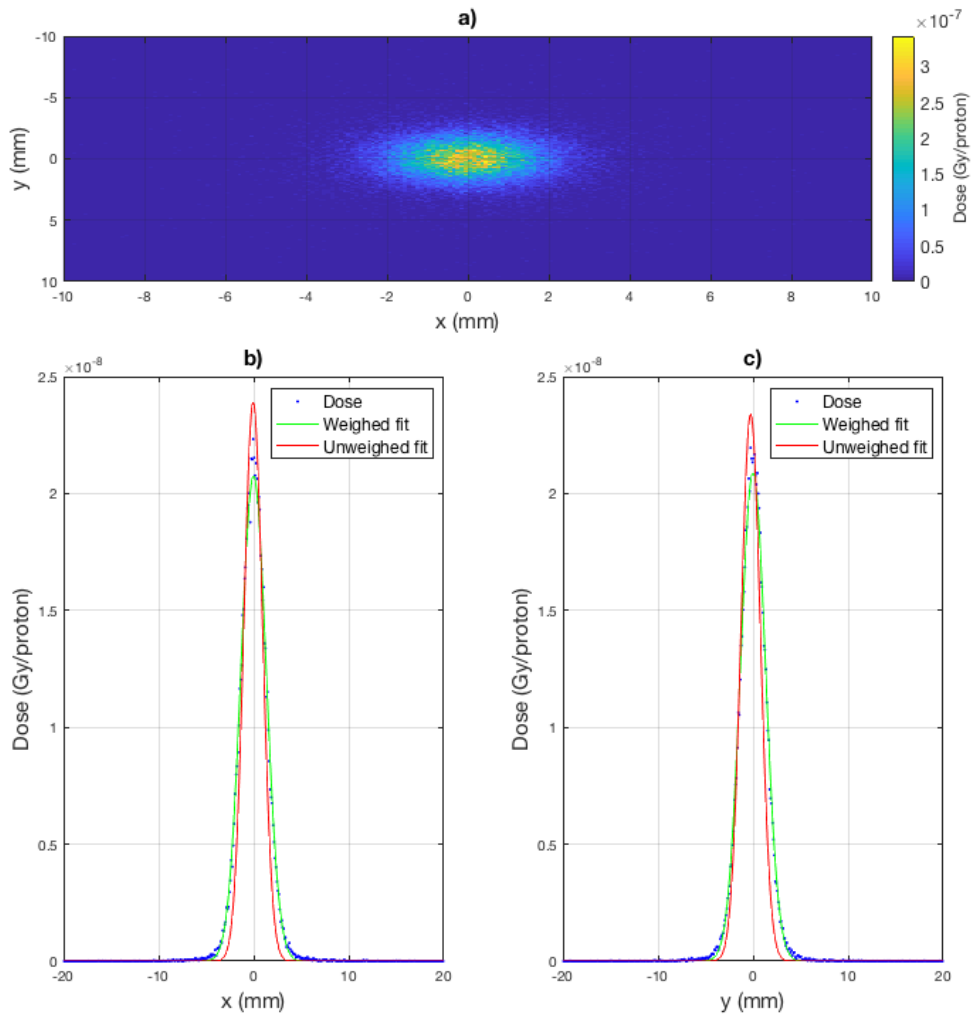 a)
×10⁻⁷
-10
-5
0
5
10
y (mm)
-10 -8 -6 -4 -2 0 2 4 6 8 10
x (mm)
3
2.5
2
1.5
1
0.5
0
Dose (Gy/proton)
b)
×10⁻⁸
2.5
2
1.5
1
0.5
0
Dose (Gy/proton)
Dose
Weighed fit
Unweighed fit
-20 -10 0 10 20
x (mm)
c)
×10⁻⁸
2.5
2
1.5
1
0.5
0
Dose (Gy/proton)
Dose
Weighed fit
Unweighed fit
-20 -10 0 10 20
y (mm)